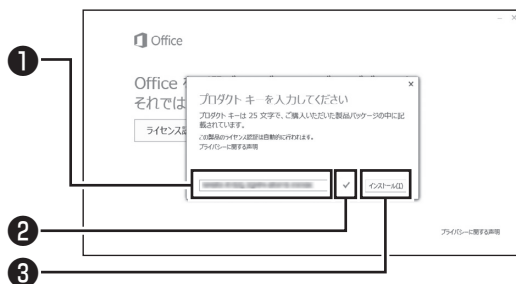 Office
Office
それでは
ライセンス認
プロダクト キーを入力してください
プロダクト キーは 25 文字で、ご購入いただいた製品パッケージの中に記
載されています。
この製品のライセンス認証は自動的に行われます。
プライバシーに関する声明
インストール(I)
プライバシーに関する声明
❶
❷
❸